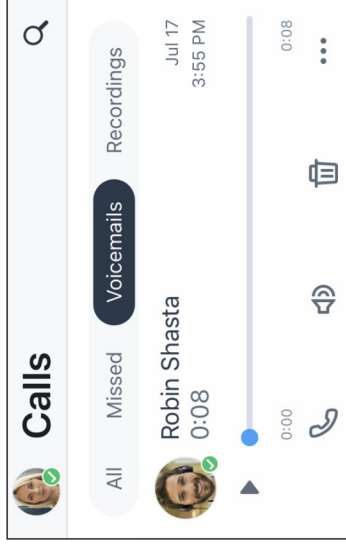 Calls
All Missed Voicemails Recordings
Robin Shasta Jul 17
0:08 3:55 PM
0:00 0:08